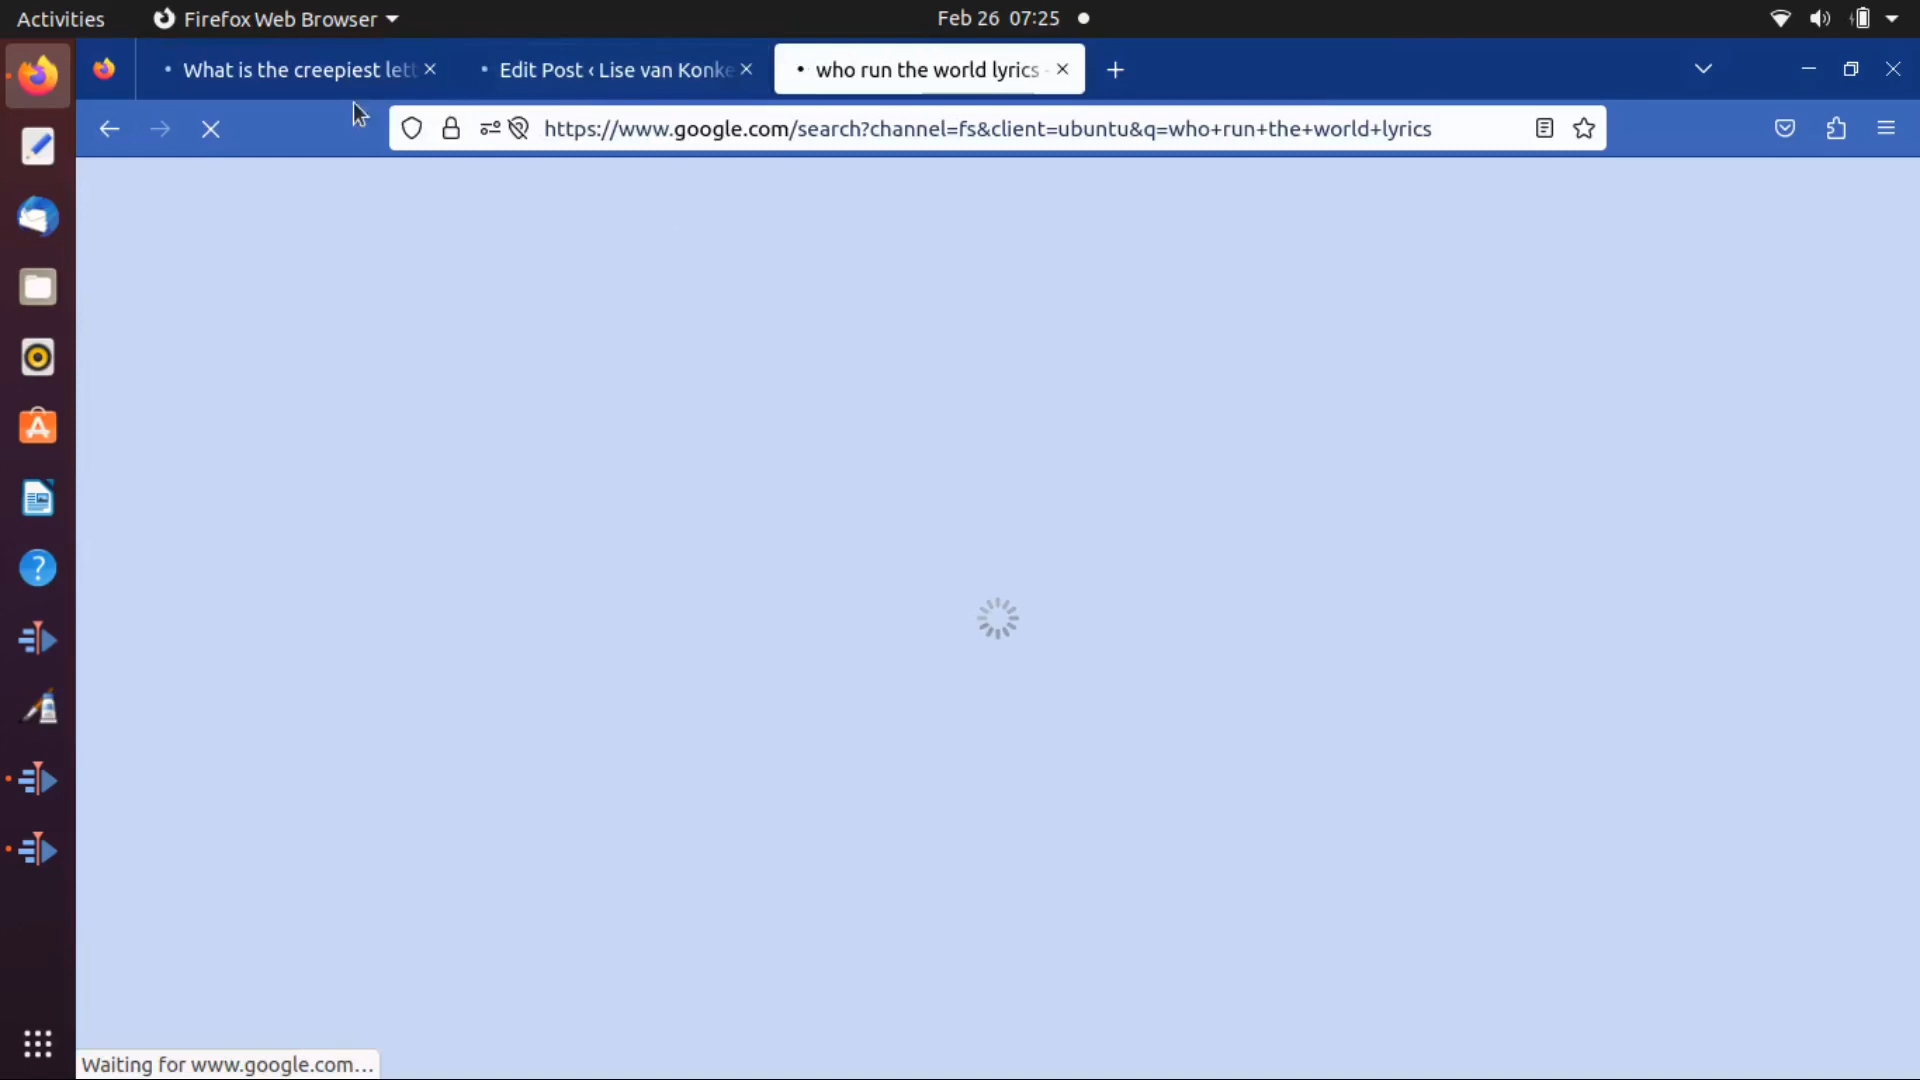 Activities
Firefox Web Browser
Feb 26 07:25
What is the creepiest lett
Edit Post ‹ Lise van Konke
who run the world lyrics
https://www.google.com/search?channel=fs&client=ubuntu&q=who+run+the+world+lyrics
Waiting for www.google.com…